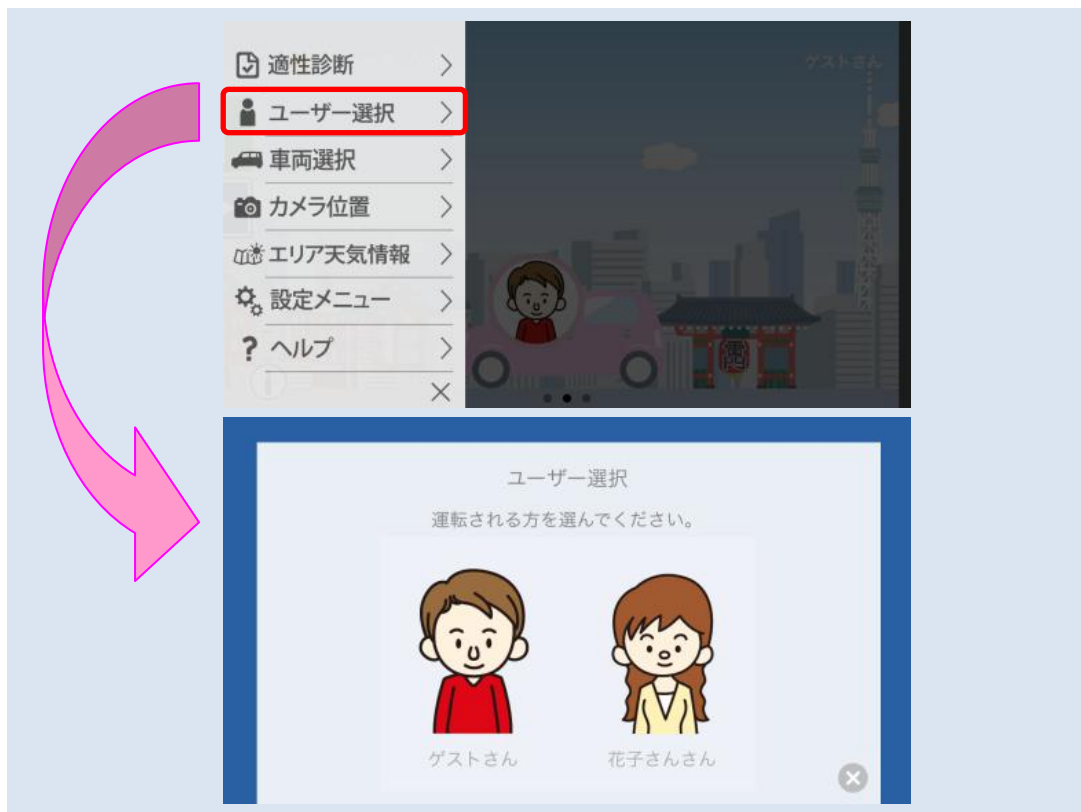 適性診断
ゲストさん
ユーザー選択
車両選択
カメラ位置
エリア天気情報
設定メニュー
? ヘルプ
ユーザー選択
運転される方を選んでください。
ゲストさん
花子さんさん